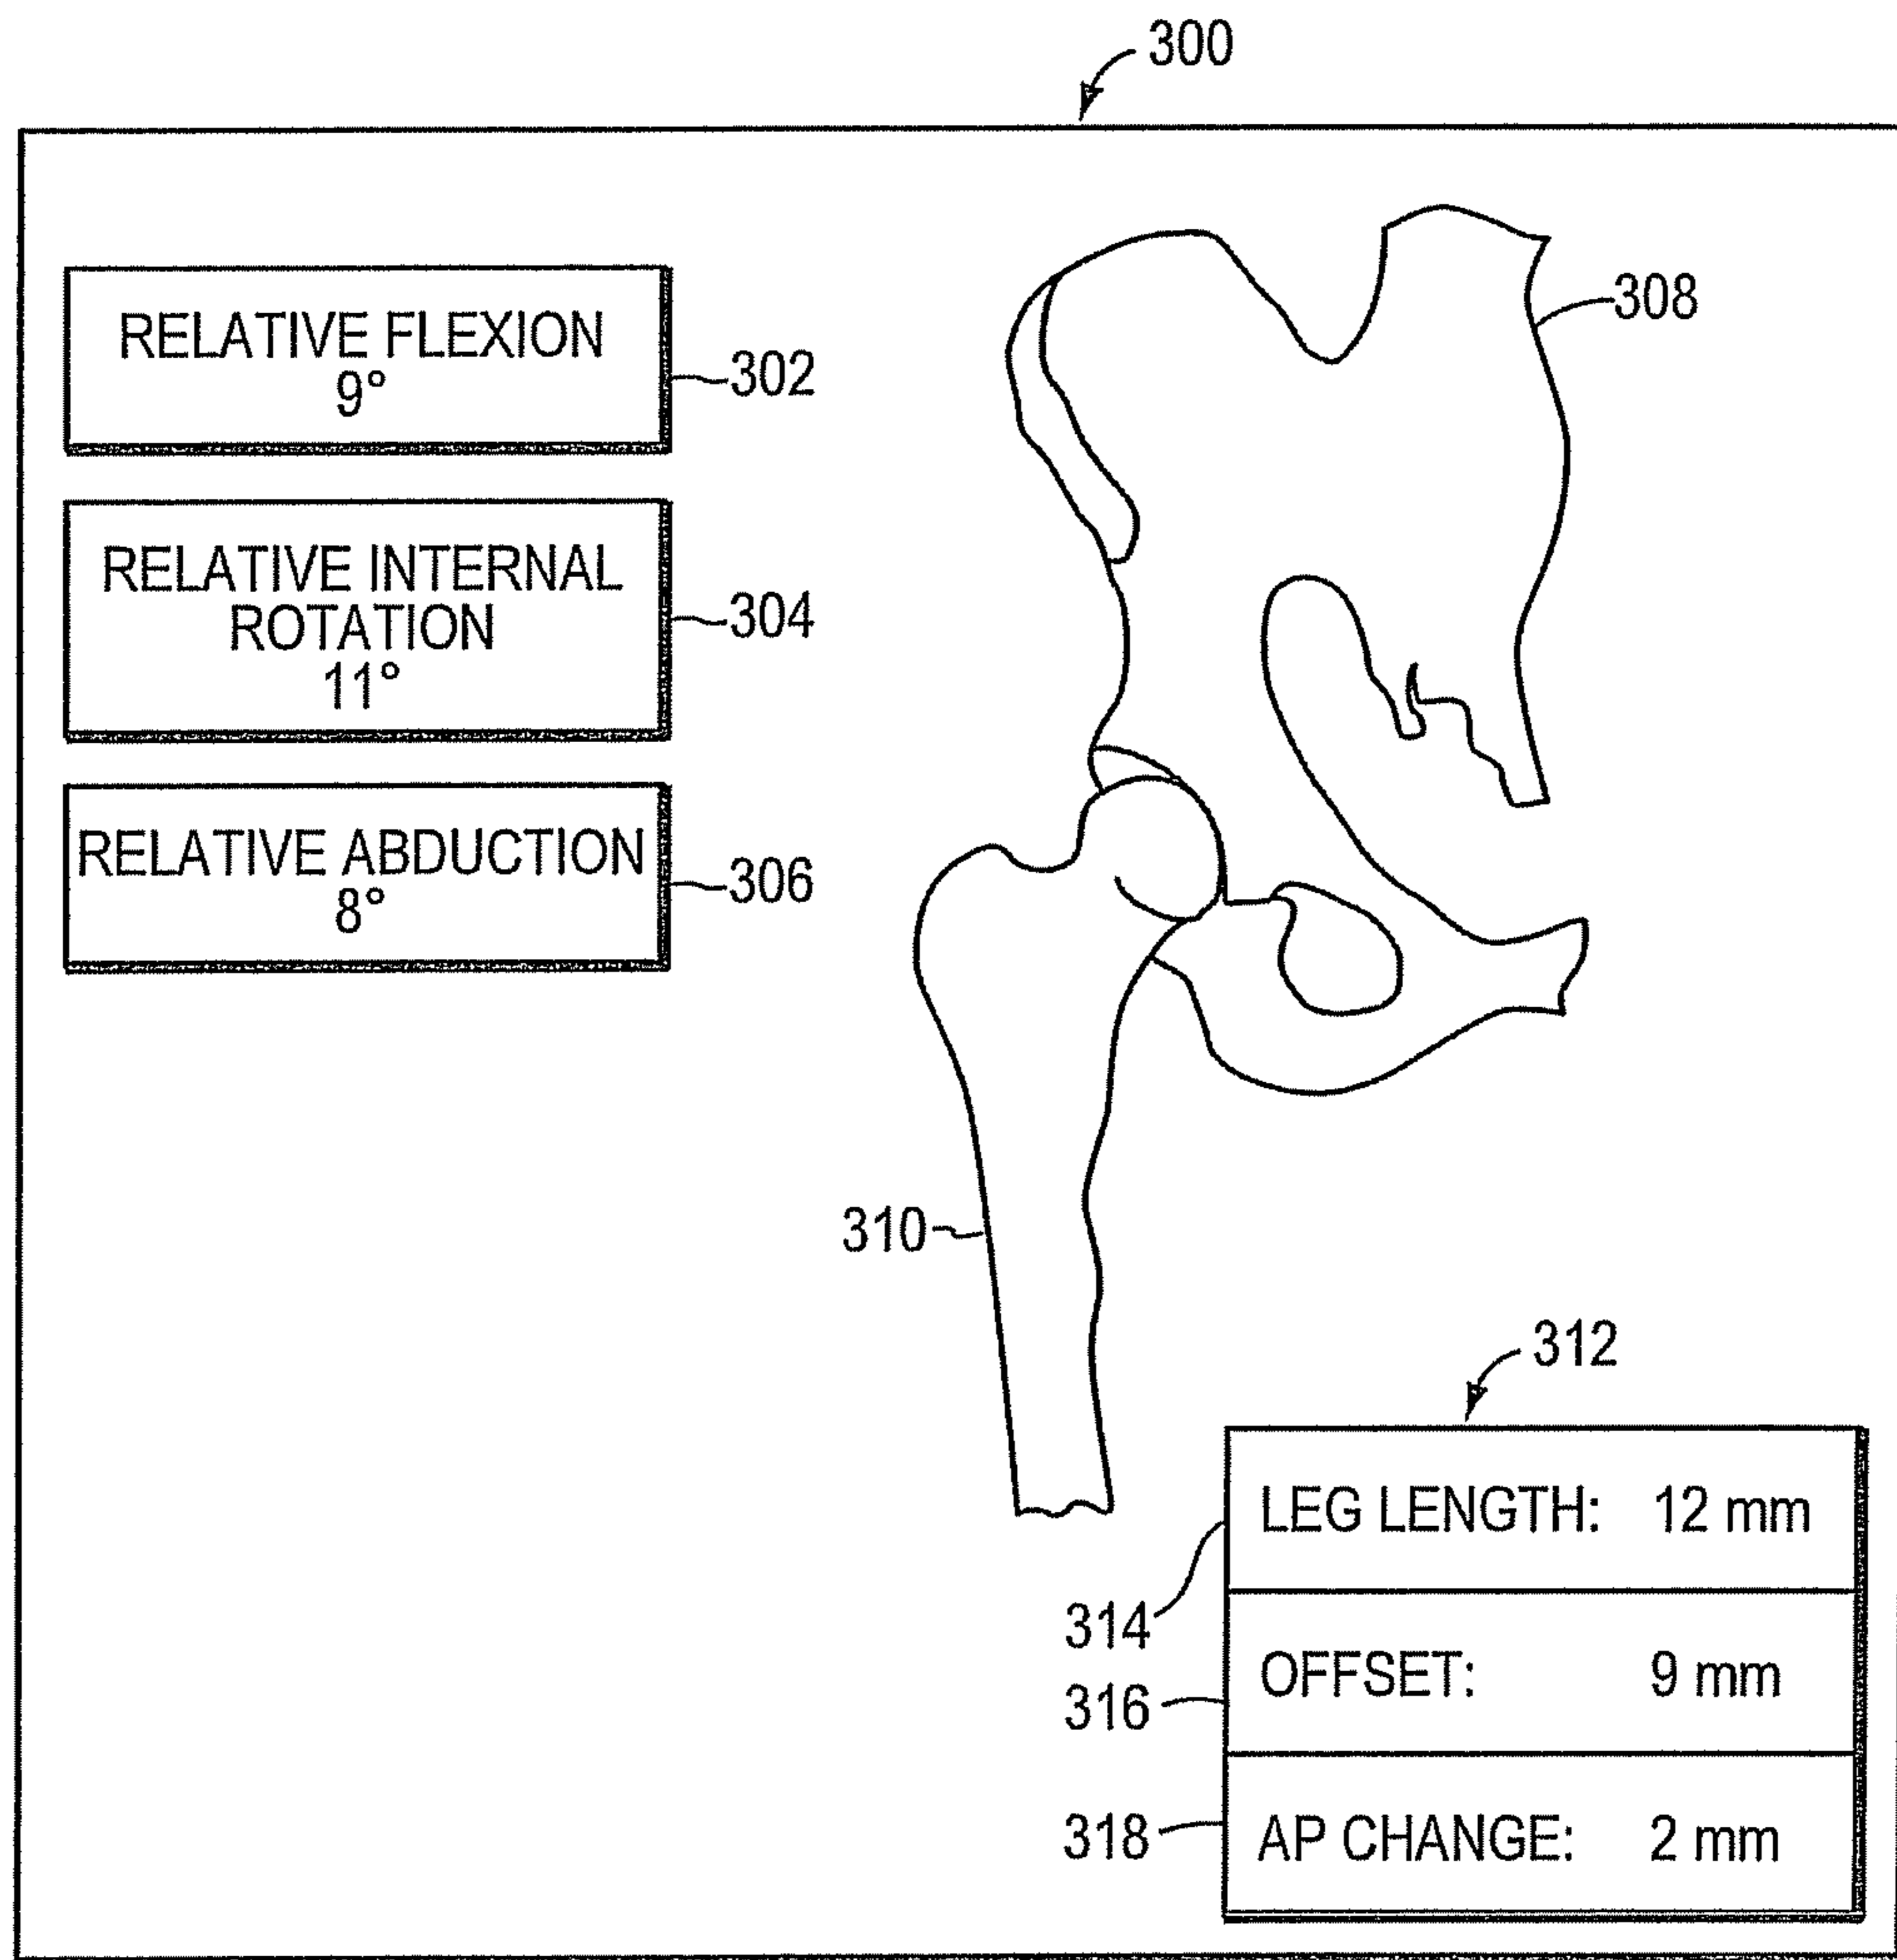 300
RELATIVE FLEXION
9°
302
308
RELATIVE INTERNAL
ROTATION
11°
304
RELATIVE ABDUCTION
8°
306
310
312
LEG LENGTH: 12 mm
314
OFFSET: 9 mm
316
AP CHANGE: 2 mm
318